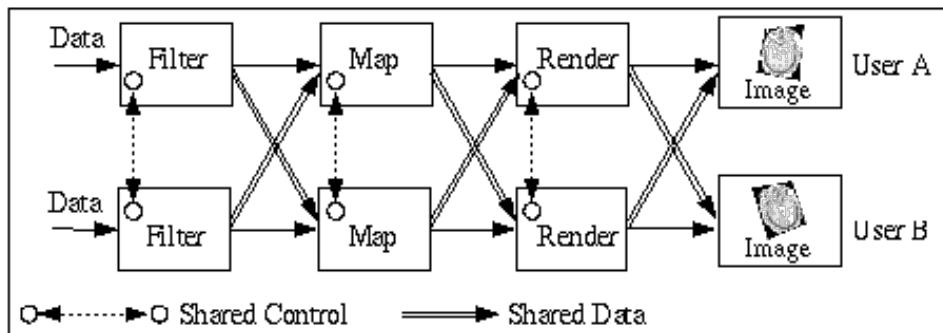 Data
Filter
Map
Render
Image
User A
Data
Filter
Map
Render
Image
User B
Shared Control
Shared Data